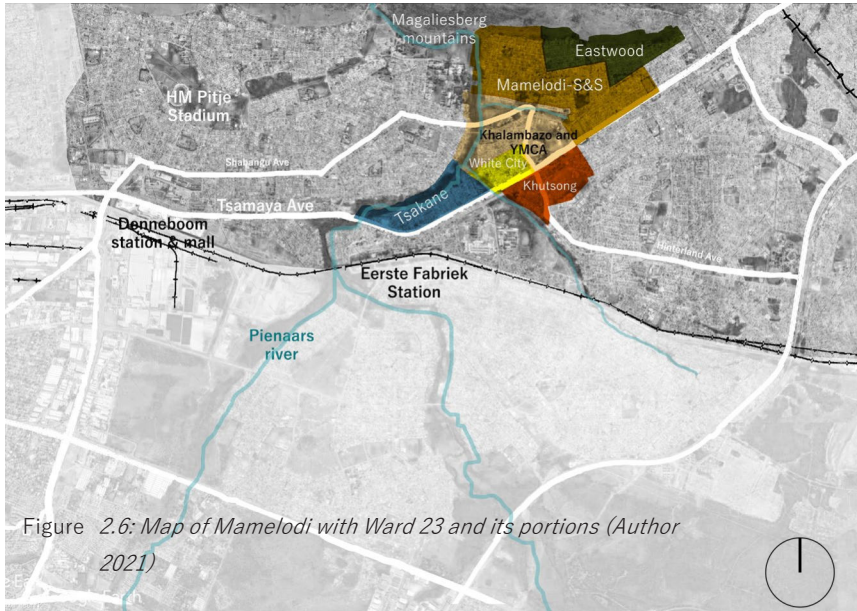 Magaliesberg
mountains
Eastwood
Mamelodi-S&S
HM Pitje
Stadium
Khalambazo and
YMCA
Shabangu Ave
White City
Khutsong
Tsakane
Tsamaya Ave
Denneboom
station & mall
Hinterland Ave
Eerste Fabriek
Station
Pienaars
river
Figure 2.6: Map of Mamelodi with Ward 23 and its portions (Author
2021)